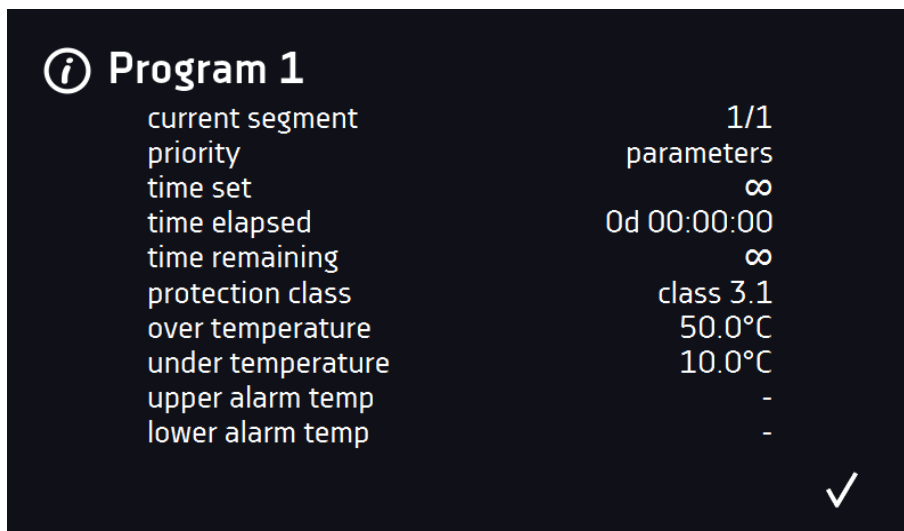 Program 1
current segment 1/1
priority parameters
time set ∞
time elapsed 0d 00:00:00
time remaining ∞
protection class class 3.1
over temperature 50.0°C
under temperature 10.0°C
upper alarm temp -
lower alarm temp -